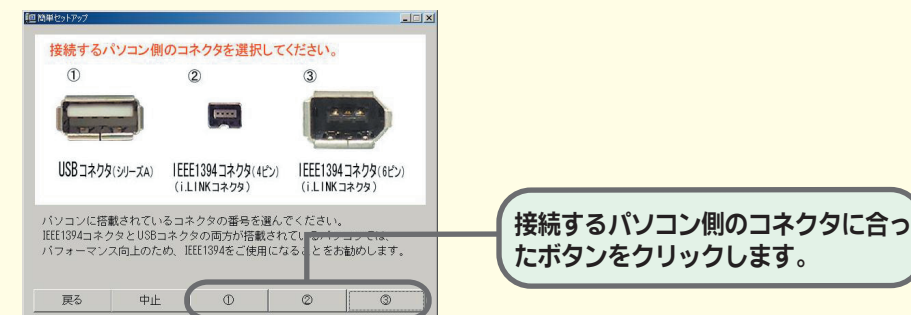 簡単セットアップ
接続するパソコン側のコネクタを選択してください。
① ② ③
USBコネクタ(シリーズA) IEEE1394コネクタ(4ピン) IEEE1394コネクタ(6ピン)
(i.LINKコネクタ) (i.LINKコネクタ)
パソコンに搭載されているコネクタの番号を選んでください。
IEEE1394コネクタとUSBコネクタの両方が搭載されているパソコンでは、
パフォーマンス向上のため、IEEE1394をご使用になることをお勧めします。
戻る 中止 ① ② ③
接続するパソコン側のコネクタに合っ
たボタンをクリックします。